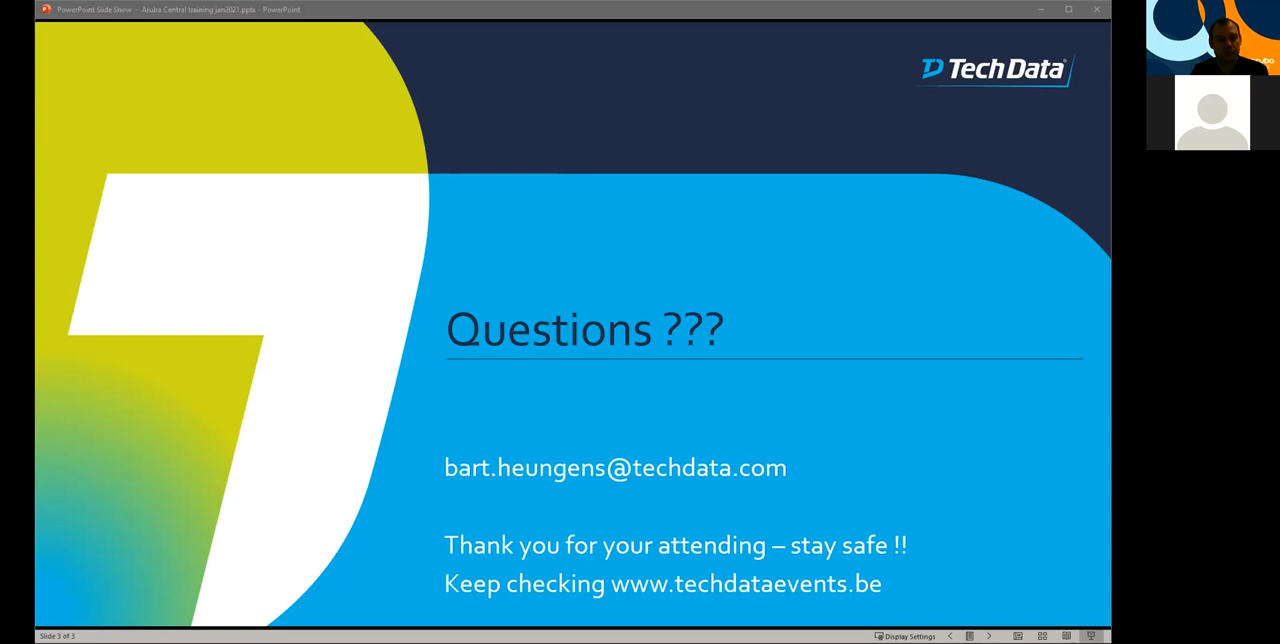 PowerPoint Slide Show - Aruba Central training jan2021.pptx - PowerPoint
Tech Data
Questions ???
bart.heungens@techdata.com
Thank you for your attending – stay safe !!
Keep checking www.techdataevents.be
Slide 3 of 3
Display Settings